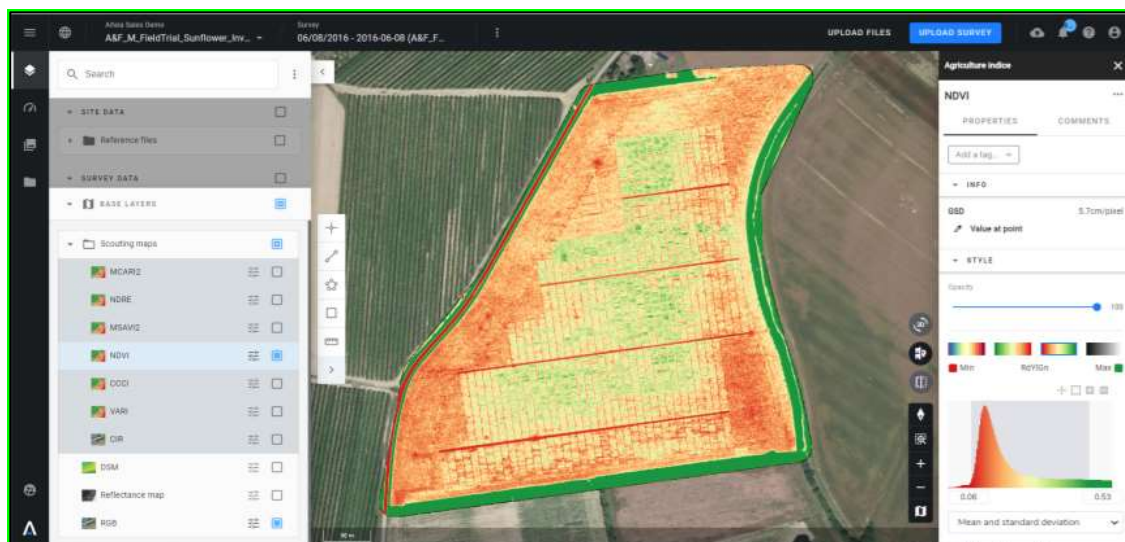 Airinov Sales Demo
A&F_M_FieldTrial_Sunflower_Inv...
Survey
06/08/2016 - 2016-06-08 (A&F_F...
UPLOAD FILES
UPLOAD SURVEY
Search
SITE DATA
Reference files
SURVEY DATA
BASE LAYERS
Scouting maps
MCARI2
NDRE
MSAVI2
NDVI
CCCI
VARI
CIR
DSM
Reflectance map
RGB
Agriculture indice
NDVI
PROPERTIES
COMMENTS
Add a tag...
INFO
GSD
5.7cm/pixel
Value at point
STYLE
Opacity
100
Min
RdYlGn
Max
0.06
0.53
Mean and standard deviation
3D